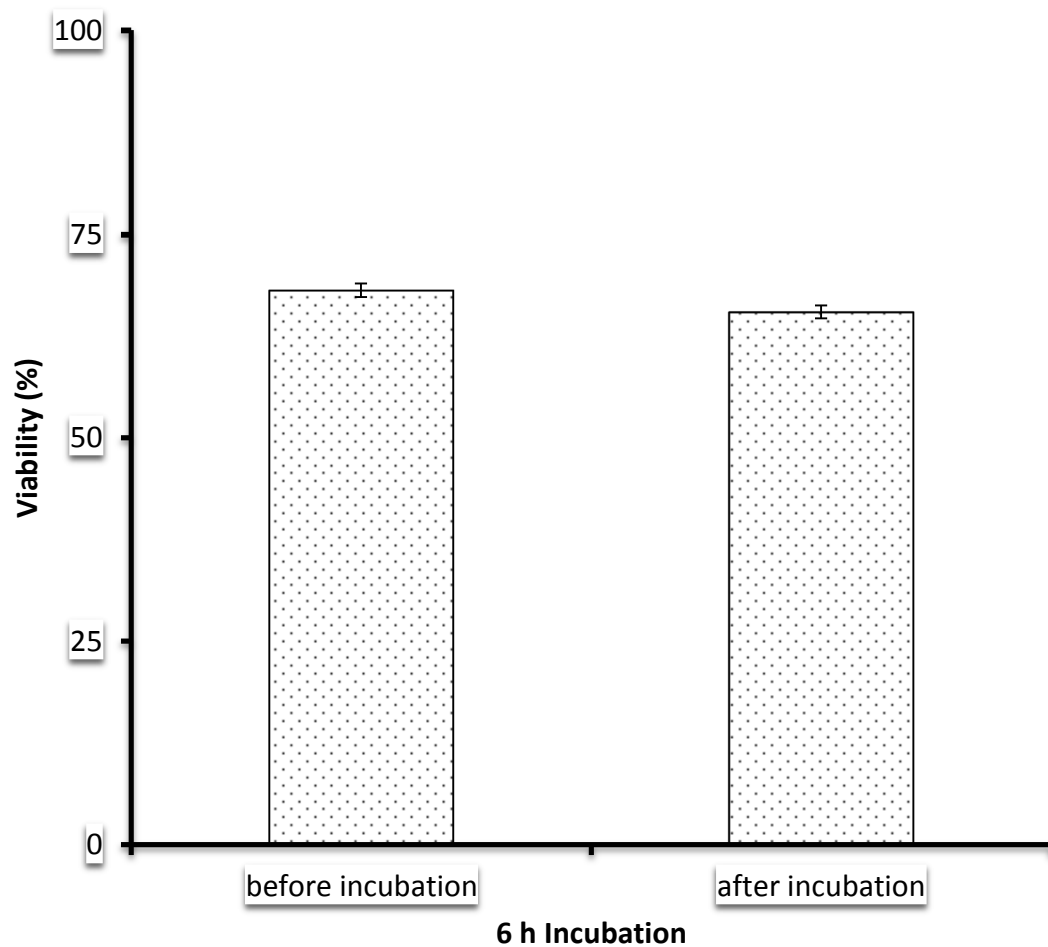 100
75
50
25
0
Viability (%)
before incubation
after incubation
6 h Incubation